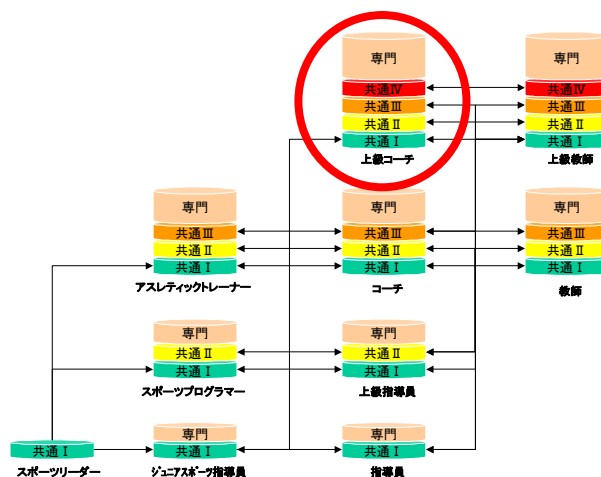 専門
共通Ⅳ
共通Ⅲ
共通Ⅱ
共通Ⅰ
上級コーチ
専門
共通Ⅳ
共通Ⅲ
共通Ⅱ
共通Ⅰ
上級教師
専門
共通Ⅲ
共通Ⅱ
共通Ⅰ
アスレティックトレーナー
専門
共通Ⅲ
共通Ⅱ
共通Ⅰ
コーチ
専門
共通Ⅲ
共通Ⅱ
共通Ⅰ
教師
専門
共通Ⅱ
共通Ⅰ
スポーツプログラマー
専門
共通Ⅱ
共通Ⅰ
上級指導員
共通Ⅰ
スポーツリーダー
専門
共通Ⅰ
ジュニアスポーツ指導員
専門
共通Ⅰ
指導員